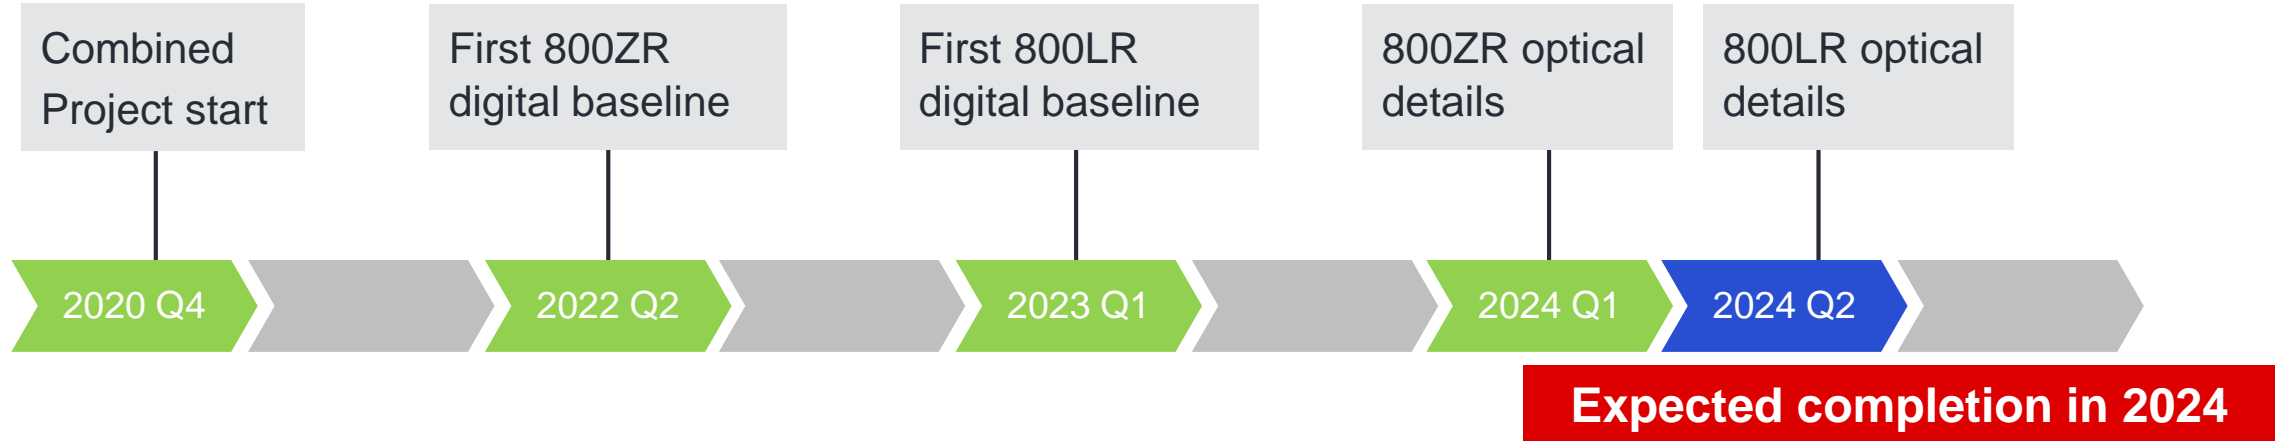 Combined
Project start
First 800ZR
digital baseline
First 800LR
digital baseline
800ZR optical
details
800LR optical
details
2020 Q4
2022 Q2
2023 Q1
2024 Q1
2024 Q2
Expected completion in 2024